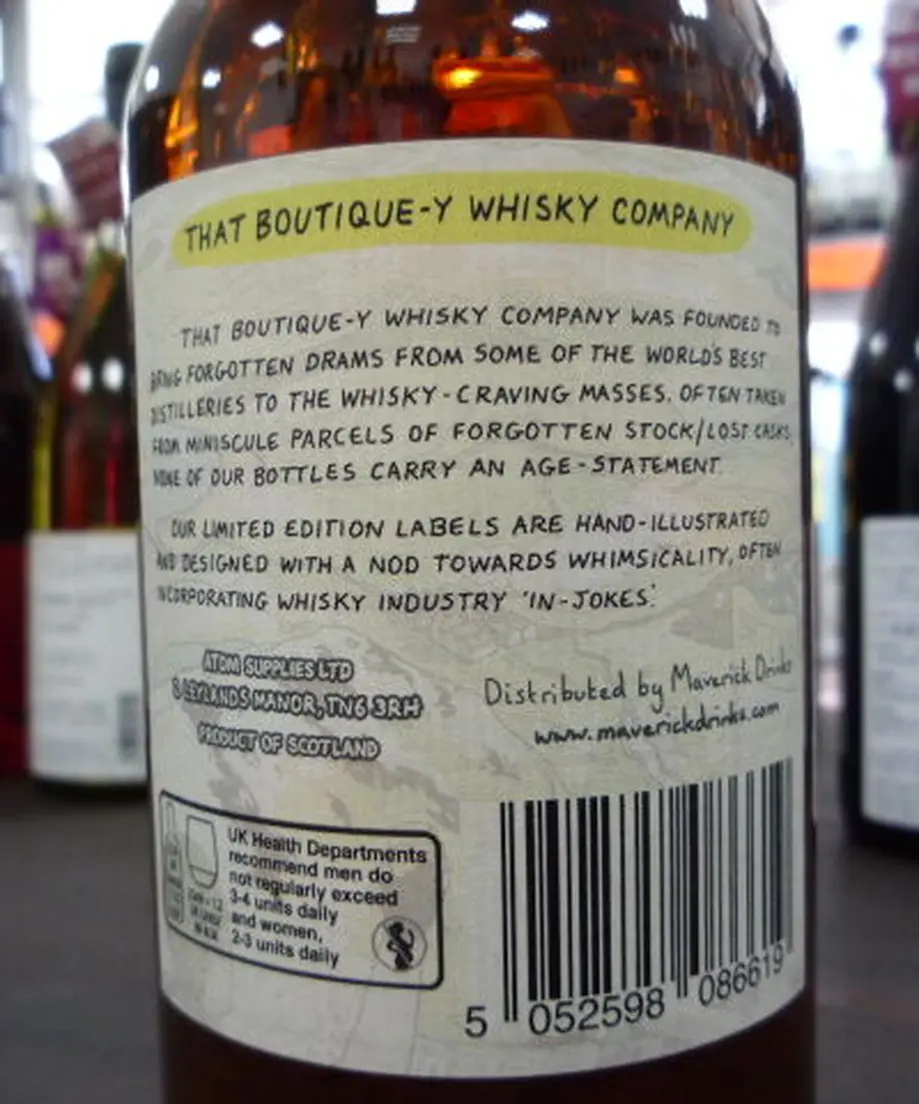 THAT BOUTIQUE-Y WHISKY COMPANY
THAT BOUTIQUE-Y WHISKY COMPANY WAS FOUNDED TO
BRING FORGOTTEN DRAMS FROM SOME OF THE WORLD'S BEST
DISTILLERIES TO THE WHISKY-CRAVING MASSES. OFTEN TAKEN
FROM MINISCULE PARCELS OF FORGOTTEN STOCK/LOST CASKS,
NONE OF OUR BOTTLES CARRY AN AGE-STATEMENT.
OUR LIMITED EDITION LABELS ARE HAND-ILLUSTRATED
AND DESIGNED WITH A NOD TOWARDS WHIMSICALITY, OFTEN
INCORPORATING WHISKY INDUSTRY 'IN-JOKES'.
ATOM SUPPLIES LTD
LEYLANDS MANOR, TN6 3RH
PRODUCT OF SCOTLAND
Distributed by Maverick Drinks
www.maverickdrinks.com
UK Health Departments
recommend men do
not regularly exceed
3-4 units daily
and women,
2-3 units daily
5 052598 086619